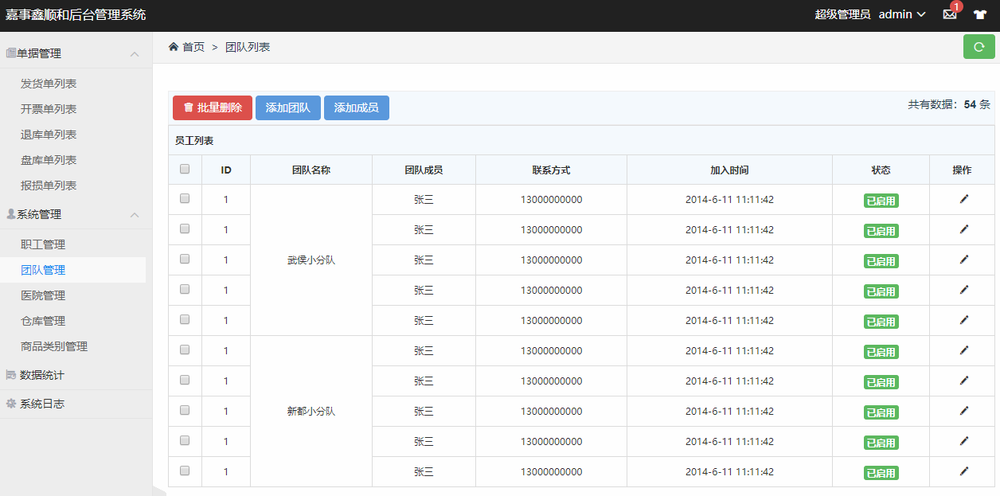 嘉事鑫顺和后台管理系统
超级管理员 admin
1
单据管理
发货单列表
开票单列表
退库单列表
盘库单列表
报损单列表
系统管理
职工管理
团队管理
医院管理
仓库管理
商品类别管理
数据统计
系统日志
首页 > 团队列表
批量删除 添加团队 添加成员
共有数据：54 条
员工列表
ID 团队名称 团队成员 联系方式 加入时间 状态 操作
1 张三 13000000000 2014-6-11 11:11:42 已启用
1 张三 13000000000 2014-6-11 11:11:42 已启用
1 武侯小分队 张三 13000000000 2014-6-11 11:11:42 已启用
1 张三 13000000000 2014-6-11 11:11:42 已启用
1 张三 13000000000 2014-6-11 11:11:42 已启用
1 张三 13000000000 2014-6-11 11:11:42 已启用
1 张三 13000000000 2014-6-11 11:11:42 已启用
1 新都小分队 张三 13000000000 2014-6-11 11:11:42 已启用
1 张三 13000000000 2014-6-11 11:11:42 已启用
1 张三 13000000000 2014-6-11 11:11:42 已启用